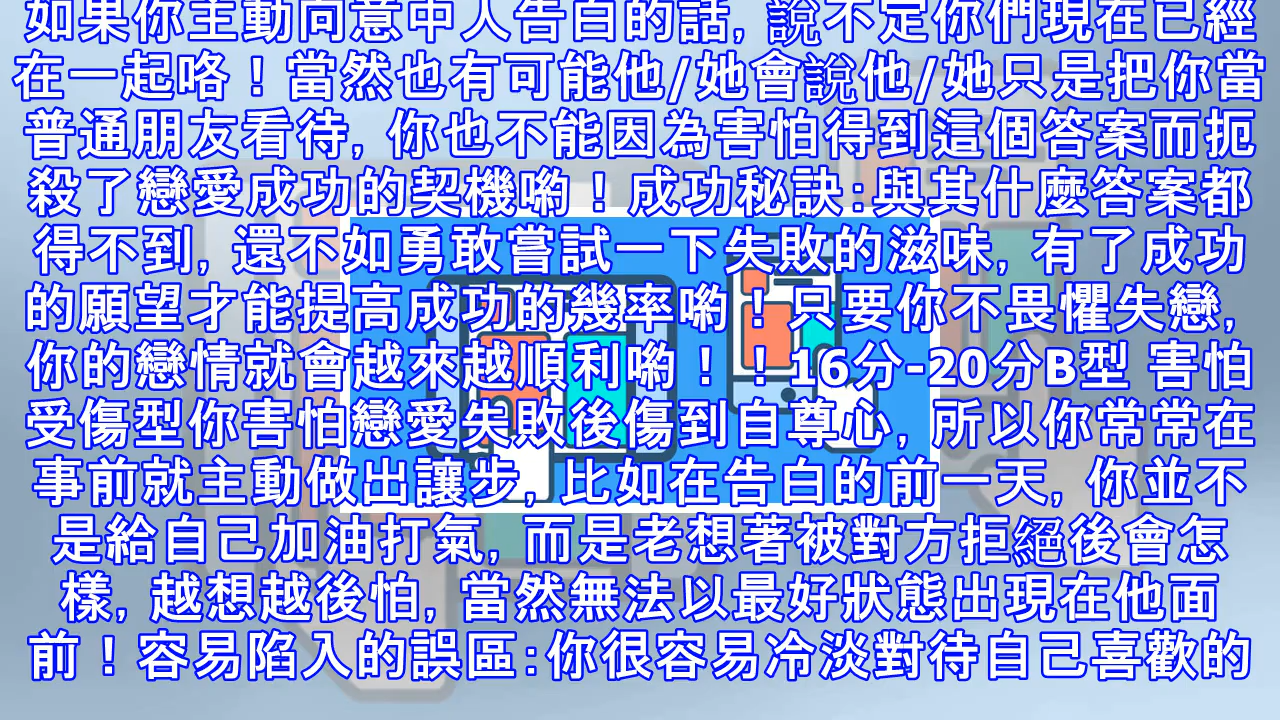 如果你主動向意中人告白的話, 說不定你們現在已經
在一起咯！當然也有可能他/她會說他/她只是把你當
普通朋友看待, 你也不能因為害怕得到這個答案而扼
殺了戀愛成功的契機喲！成功秘訣:與其什麼答案都
得不到, 還不如勇敢嘗試一下失敗的滋味, 有了成功
的願望才能提高成功的幾率喲！只要你不畏懼失戀,
你的戀情就會越來越順利喲！！16分-20分B型 害怕
受傷型你害怕戀愛失敗後傷到自尊心, 所以你常常在
事前就主動做出讓步, 比如在告白的前一天, 你並不
是給自己加油打氣, 而是老想著被對方拒絕後會怎
樣, 越想越後怕, 當然無法以最好狀態出現在他面
前！容易陷入的誤區:你很容易冷淡對待自己喜歡的